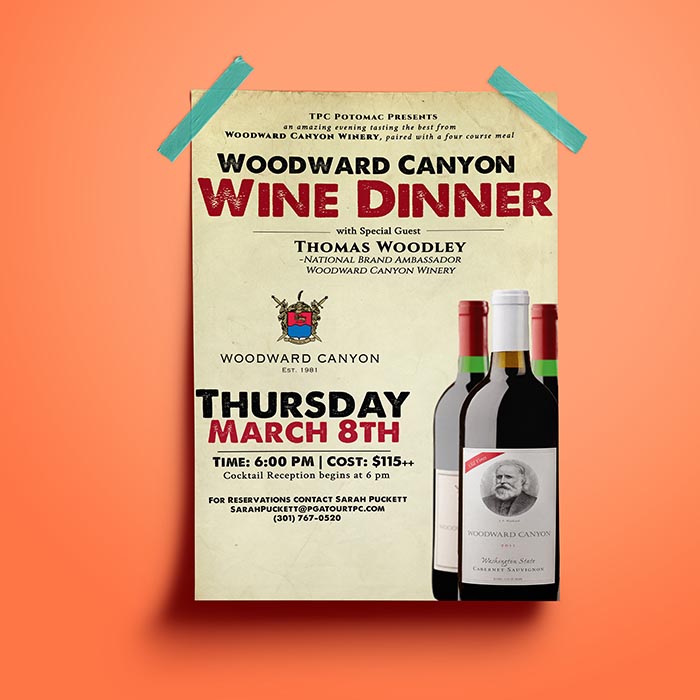 TPC Potomac Presents
an amazing evening tasting the best from
Woodward Canyon Winery, paired with a four course meal
Woodward Canyon
Wine Dinner
with Special Guest
Thomas Woodley
-National Brand Ambassador
Woodward Canyon Winery
WOODWARD CANYON
Est. 1981
Thursday
March 8th
Time: 6:00 PM | Cost: $115++
Cocktail Reception begins at 6 pm
For Reservations contact Sarah Puckett
SarahPuckett@pgatourtpc.com
(301) 767-0520
Old Vines
WOODWARD CANYON
2011
Washington State
Cabernet Sauvignon